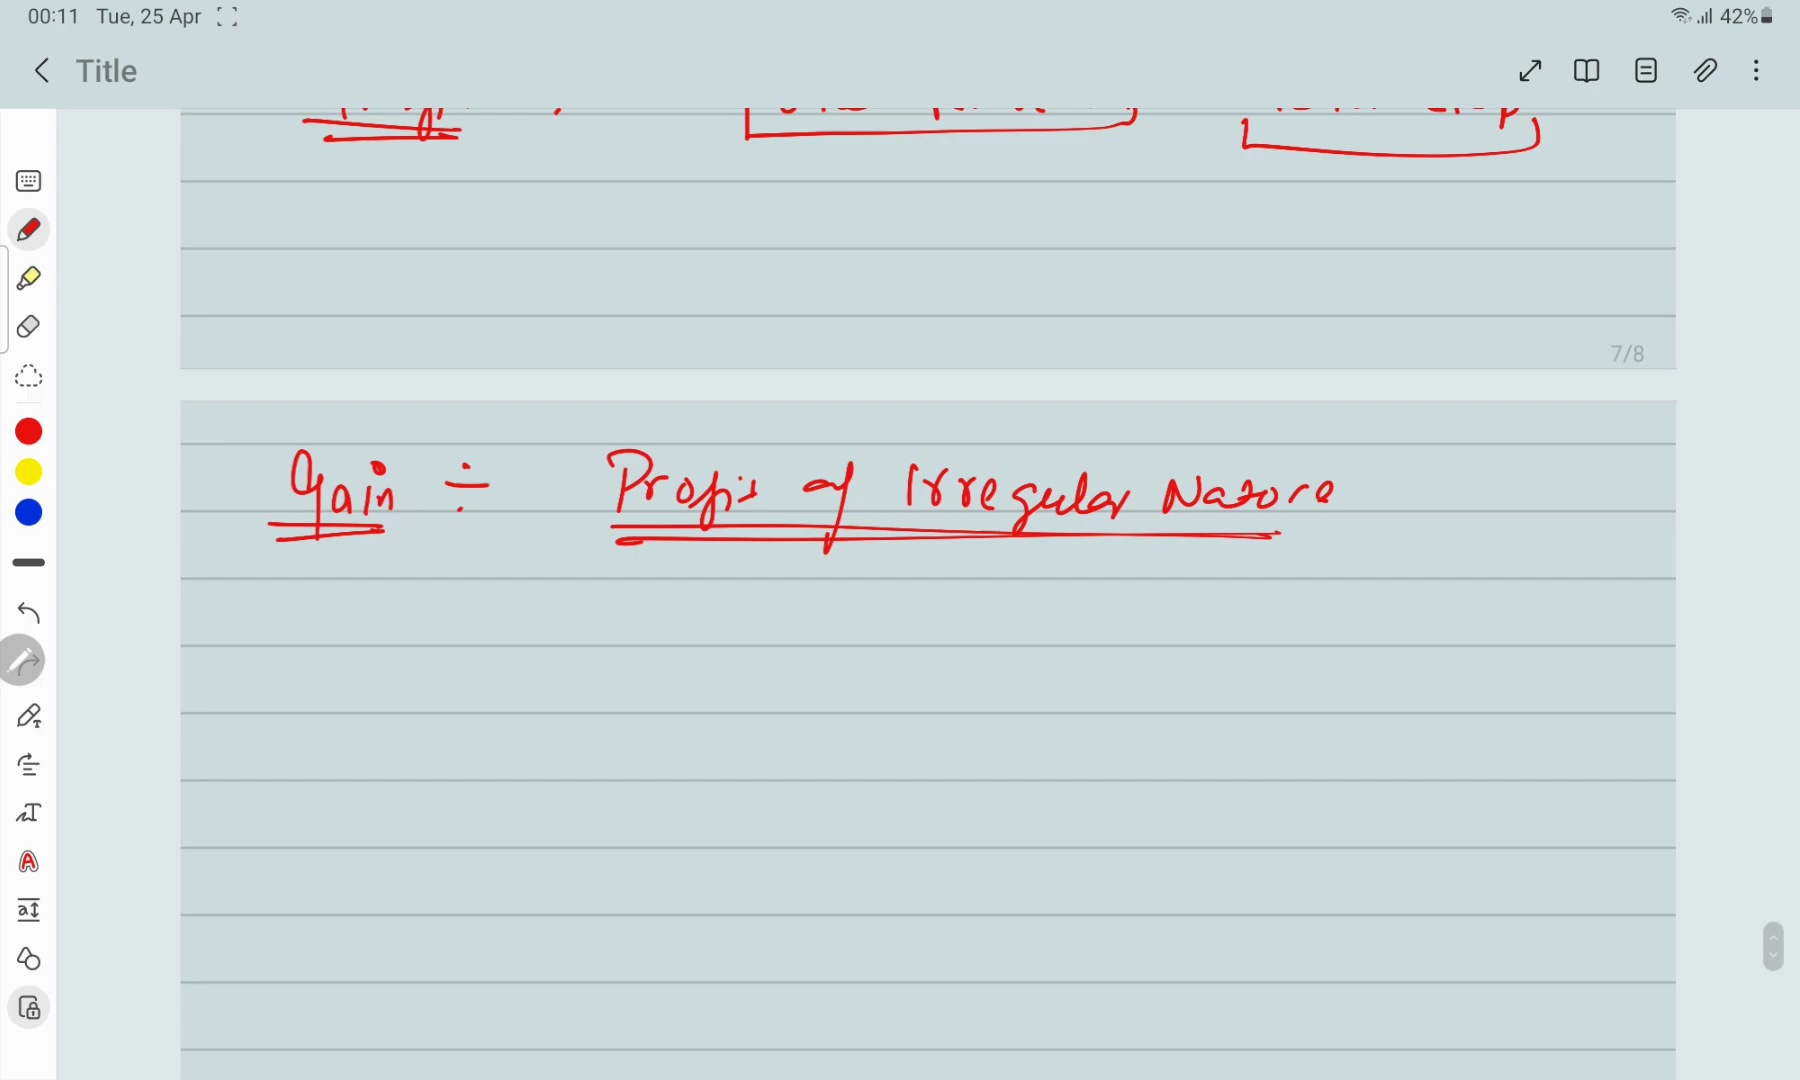 00:11 Tue, 25 Apr 42%
Title
7/8
Gain :- Profit of Irregular Nature